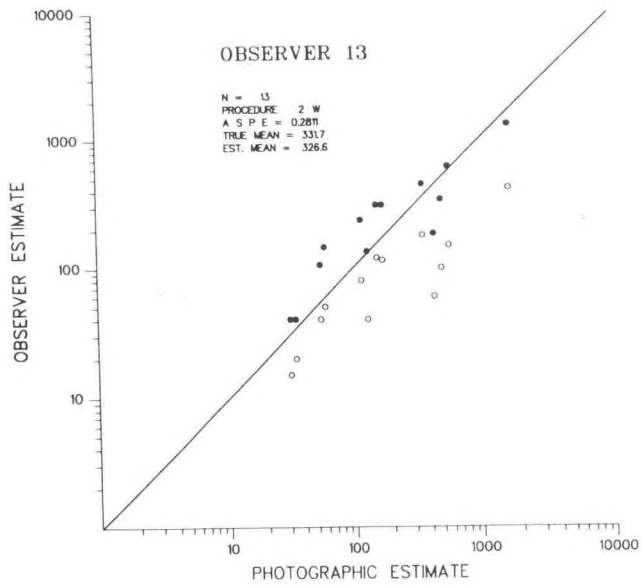 10000
OBSERVER 13
N = 13
PROCEDURE 2 W
A S P E = 0.2811
TRUE MEAN = 331.7
EST. MEAN = 326.6
1000
100
10
OBSERVER ESTIMATE
10 100 1000 10000
PHOTOGRAPHIC ESTIMATE